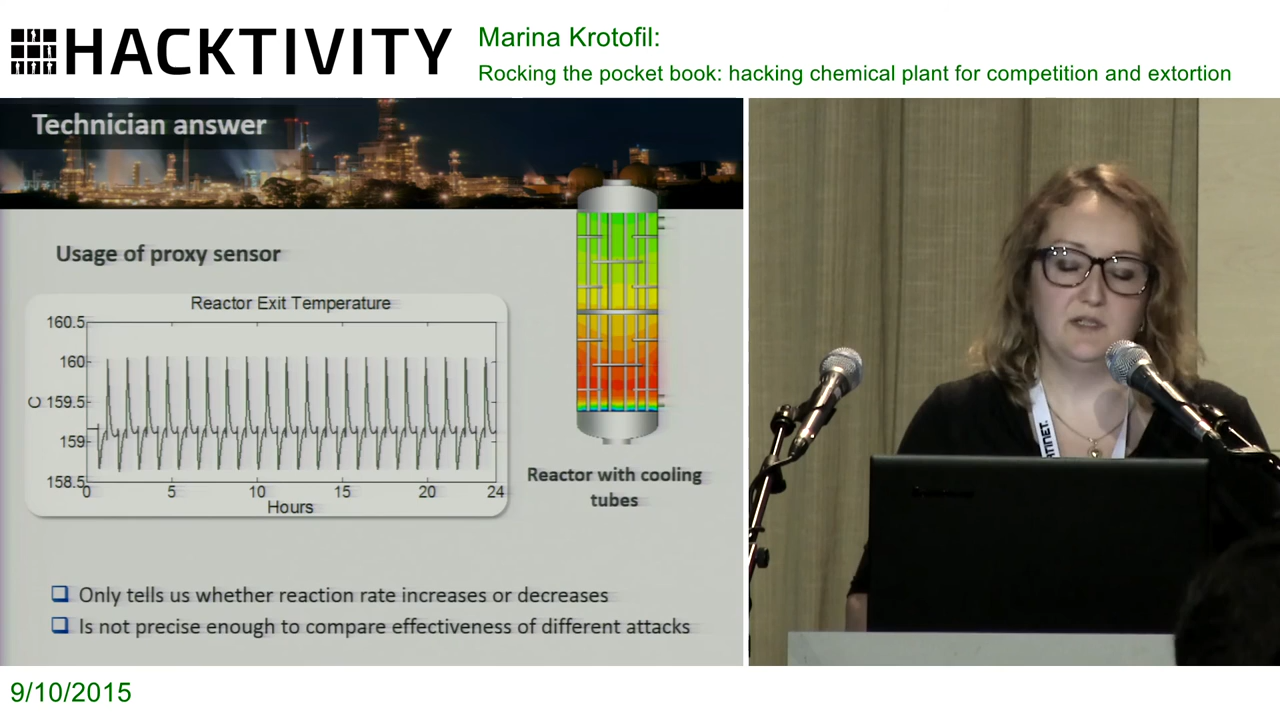 HACKTIVITY
Marina Krotofil:
Rocking the pocket book: hacking chemical plant for competition and extortion
Technician answer
Usage of proxy sensor
Reactor Exit Temperature
160.5
160
159.5
159
158.5
C
0 5 10 15 20 24
Hours
Reactor with cooling
tubes
❑ Only tells us whether reaction rate increases or decreases
❑ Is not precise enough to compare effectiveness of different attacks
9/10/2015